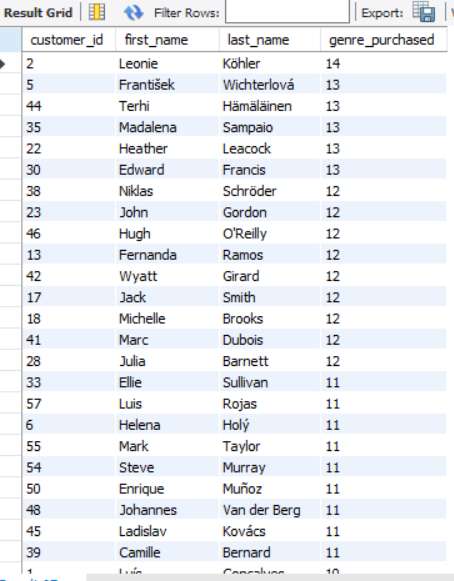 Result Grid Filter Rows: Export:
customer_id first_name last_name genre_purchased
2 Leonie Köhler 14
5 František Wichterlová 13
44 Terhi Hämäläinen 13
35 Madalena Sampaio 13
22 Heather Leacock 13
30 Edward Francis 13
38 Niklas Schröder 12
23 John Gordon 12
46 Hugh O'Reilly 12
13 Fernanda Ramos 12
42 Wyatt Girard 12
17 Jack Smith 12
18 Michelle Brooks 12
41 Marc Dubois 12
28 Julia Barnett 12
33 Ellie Sullivan 11
57 Luis Rojas 11
6 Helena Holý 11
55 Mark Taylor 11
54 Steve Murray 11
50 Enrique Muñoz 11
48 Johannes Van der Berg 11
45 Ladislav Kovács 11
39 Camille Bernard 11
1 Luís Gonçalves 10